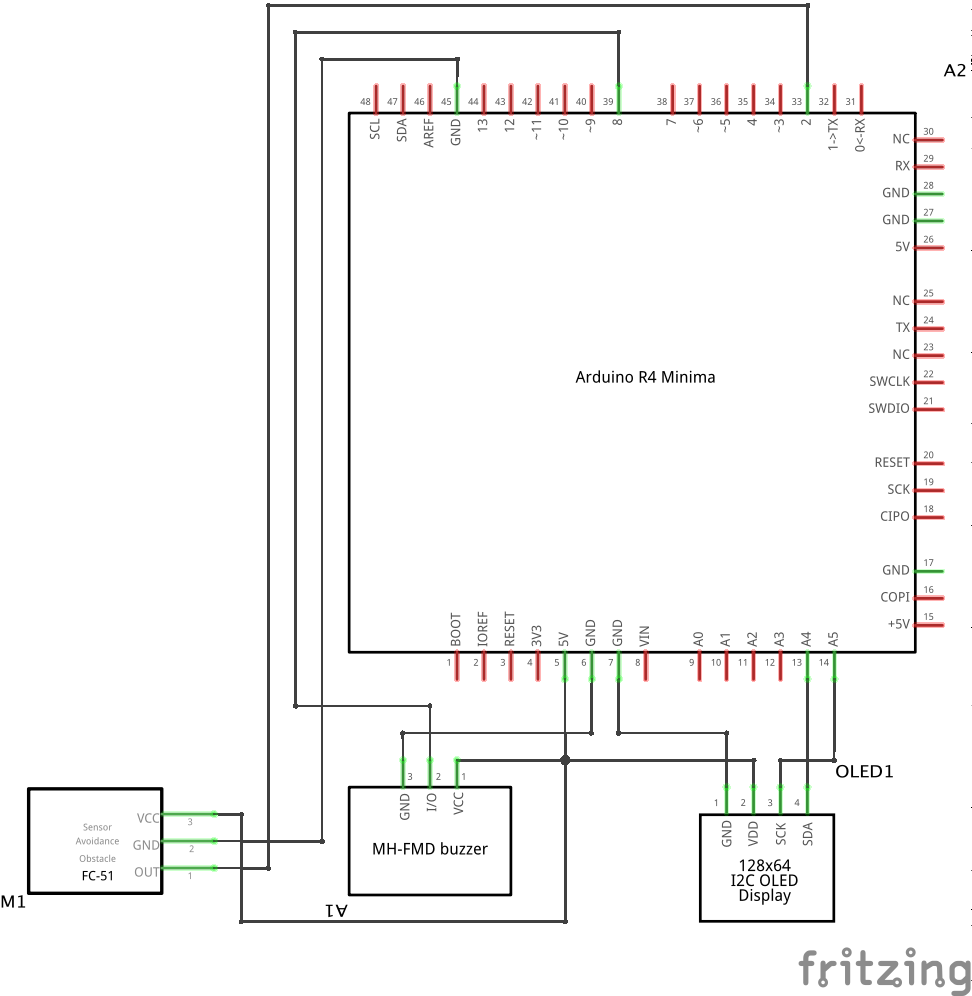 A2
48 47 46 45 44 43 42 41 40 39 38 37 36 35 34 33 32 31
SCL SDA AREF GND 13 12 ~11 ~10 ~9 8 7 ~6 ~5 4 ~3 2 1->TX 0<-RX
NC 30
RX 29
GND 28
GND 27
5V 26
NC 25
TX 24
NC 23
Arduino R4 Minima
SWCLK 22
SWDIO 21
RESET 20
SCK 19
CIPO 18
GND 17
COPI 16
+5V 15
BOOT IOREF RESET 3V3 5V GND GND VIN A0 A1 A2 A3 A4 A5
1 2 3 4 5 6 7 8 9 10 11 12 13 14
OLED1
3 2 1
GND I/O VCC
MH-FMD buzzer
A1
1 2 3 4
GND VDD SCK SDA
128x64
I2C OLED
Display
VCC 3
Sensor
Avoidance
GND 2
Obstacle
OUT 1
FC-51
M1
fritzing